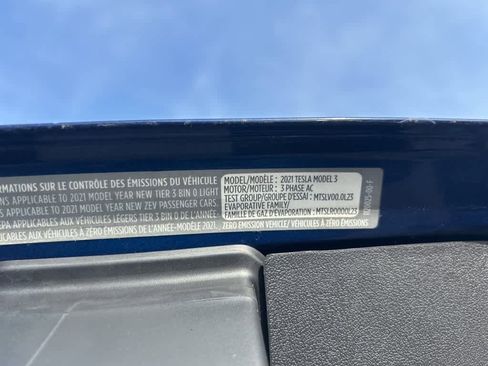 RMATIONS SUR LE CONTRÔLE DES ÉMISSIONS DU VÉHICULE
NS APPLICABLE TO 2021 MODEL YEAR NEW TIER 3 BIN 0 LIGHT
S APPLICABLE TO 2021 MODEL YEAR NEW ZEV PASSENGER CARS.
EPA APPLICABLES AUX VÉHICULES LÉGERS TIER 3 BIN 0 DE L'ANNÉE-
PLICABLES AUX VÉHICULES À ZÉRO ÉMISSIONS DE L'ANNÉE-MODÈLE 2021.
MODEL/MODÈLE : 2021 TESLA MODEL 3
MOTOR/MOTEUR : 3 PHASE AC
TEST GROUP/GROUPE D'ESSAI : MTSLV00.0L23
EVAPORATIVE FAMILY/
FAMILLE DE GAZ D'ÉVAPORATION : MTSLR0000L23
ZERO EMISSION VEHICLE/ VÉHICULES À ZÉRO ÉMISSIONS